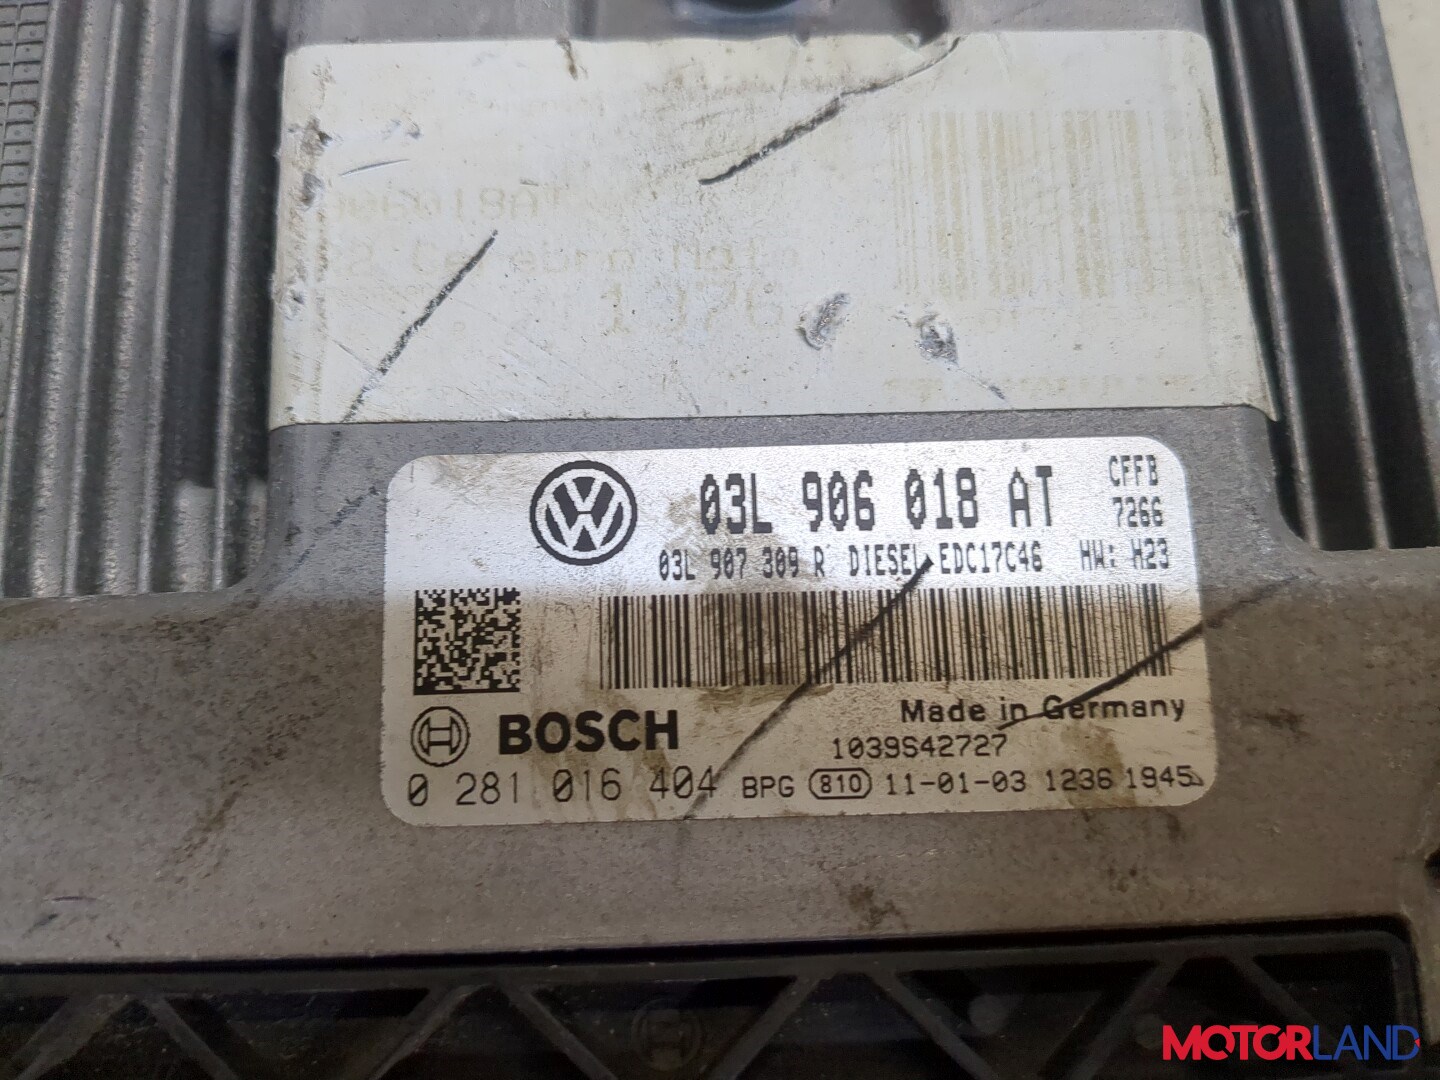 03L 906 018 AT CFFB
7266
03L 907 309 R DIESEL EDC17C46 HW: H23
BOSCH
Made in Germany
1039S42727
0 281 016 404 BPG 810 11-01-03 1236 1945
MOTORLAND